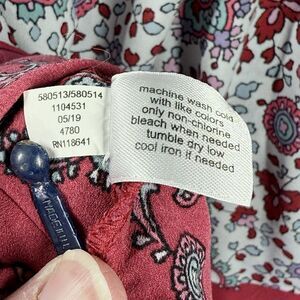 580513/580514
1104531
05/19
4780
RN118641
machine wash cold
with like colors
only non-chlorine
bleach when needed
tumble dry low
cool iron if needed